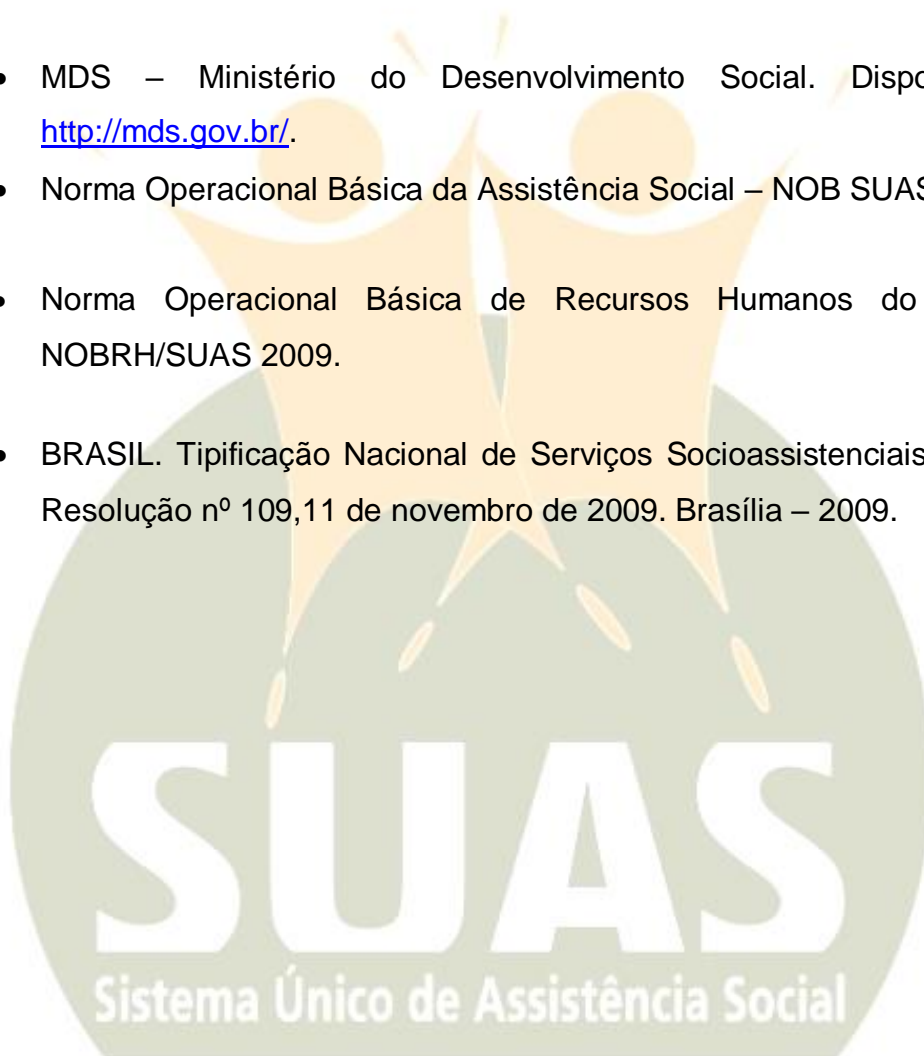 • MDS – Ministério do Desenvolvimento Social. Dispo
http://mds.gov.br/.
• Norma Operacional Básica da Assistência Social – NOB SUAS
• Norma Operacional Básica de Recursos Humanos do
NOBRH/SUAS 2009.
• BRASIL. Tipificação Nacional de Serviços Socioassistenciais
Resolução nº 109,11 de novembro de 2009. Brasília – 2009.
SUAS
Sistema Único de Assistência Social